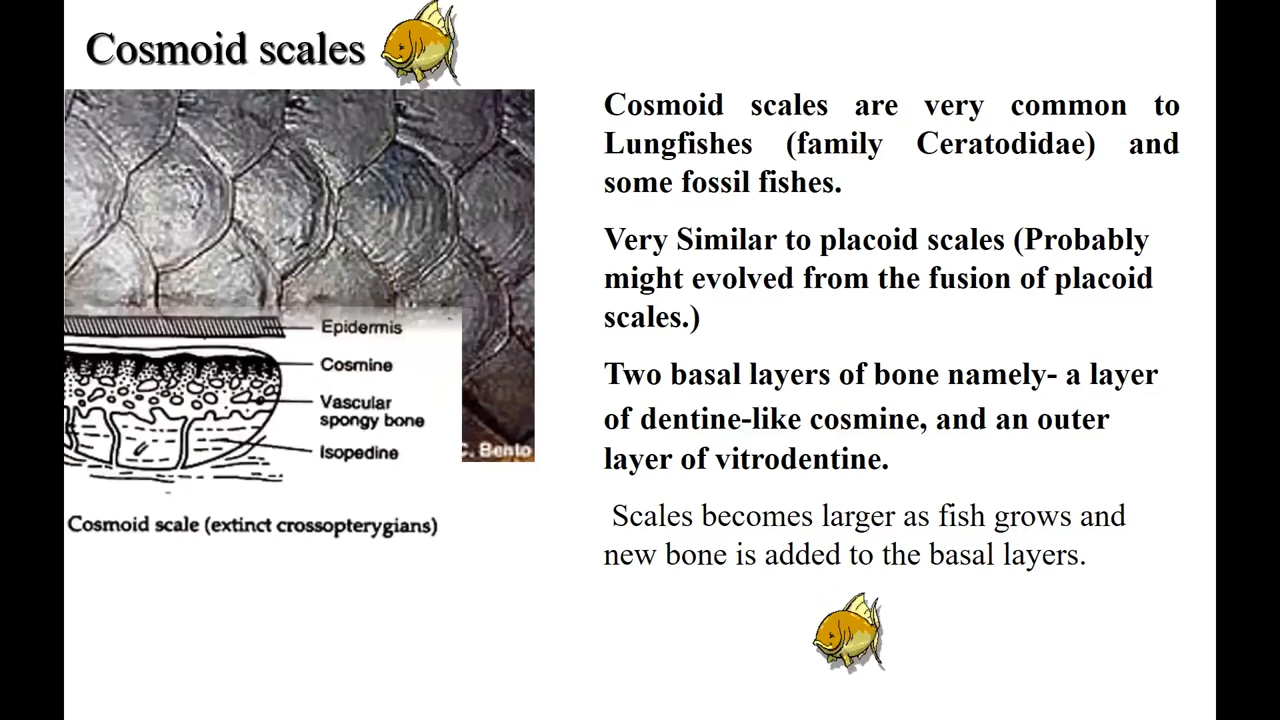 Cosmoid scales
Cosmoid scales are very common to
Lungfishes (family Ceratodidae) and
some fossil fishes.
Very Similar to placoid scales (Probably
might evolved from the fusion of placoid
scales.)
Two basal layers of bone namely- a layer
of dentine-like cosmine, and an outer
layer of vitrodentine.
Scales becomes larger as fish grows and
new bone is added to the basal layers.
Epidermis
Cosmine
Vascular
spongy bone
Isopedine
C. Bento
Cosmoid scale (extinct crossopterygians)